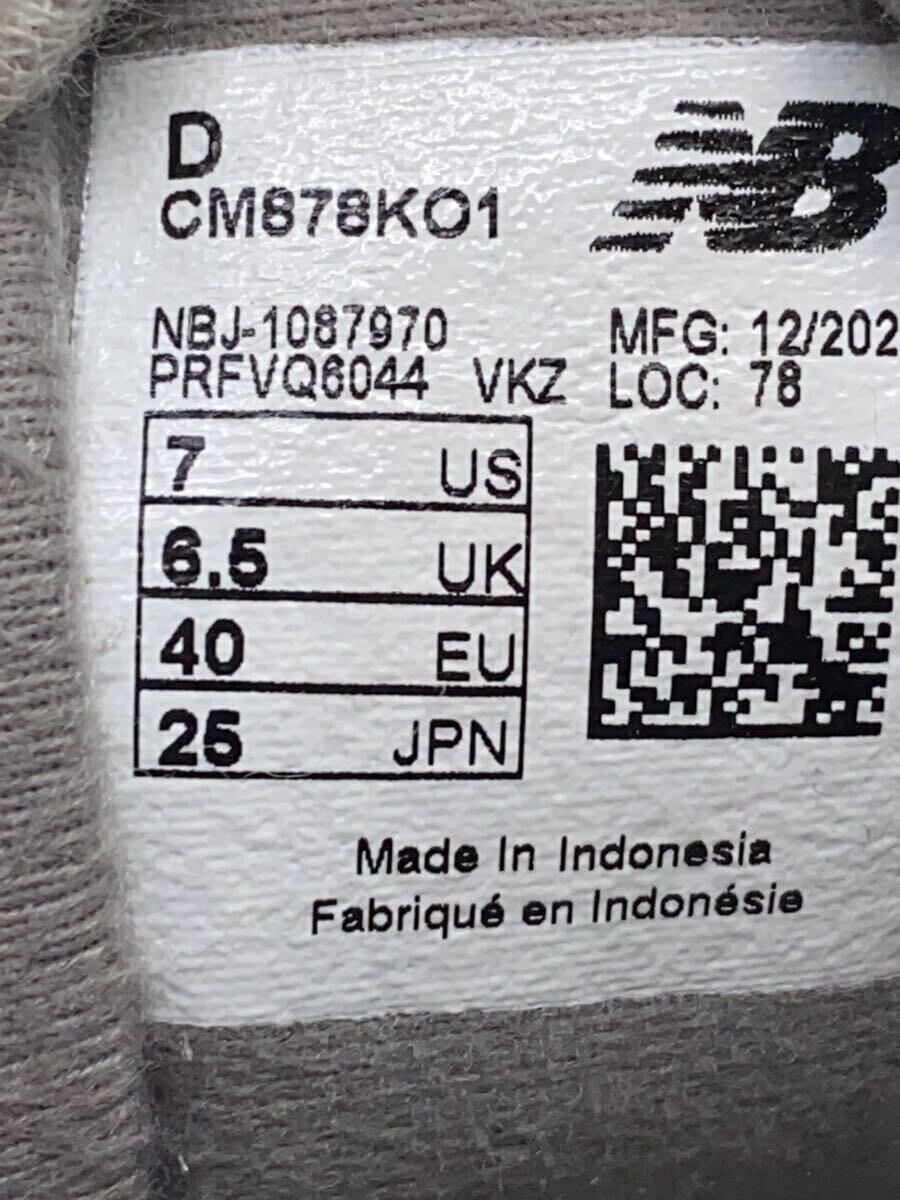 D
CM878KO1
NB
NBJ-1087970
PRFVQ6044 VKZ
MFG: 12/202
LOC: 78
7 US
6.5 UK
40 EU
25 JPN
Made In Indonesia
Fabriqué en Indonésie